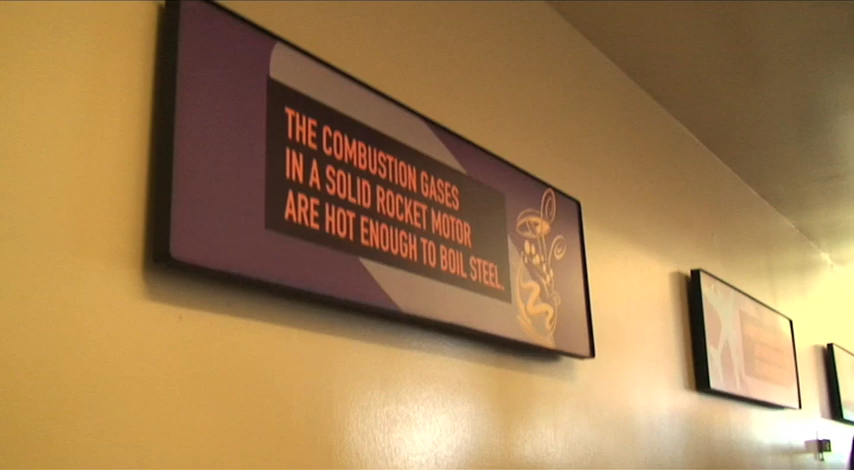 THE COMBUSTION GASES
IN A SOLID ROCKET MOTOR
ARE HOT ENOUGH TO BOIL STEEL.